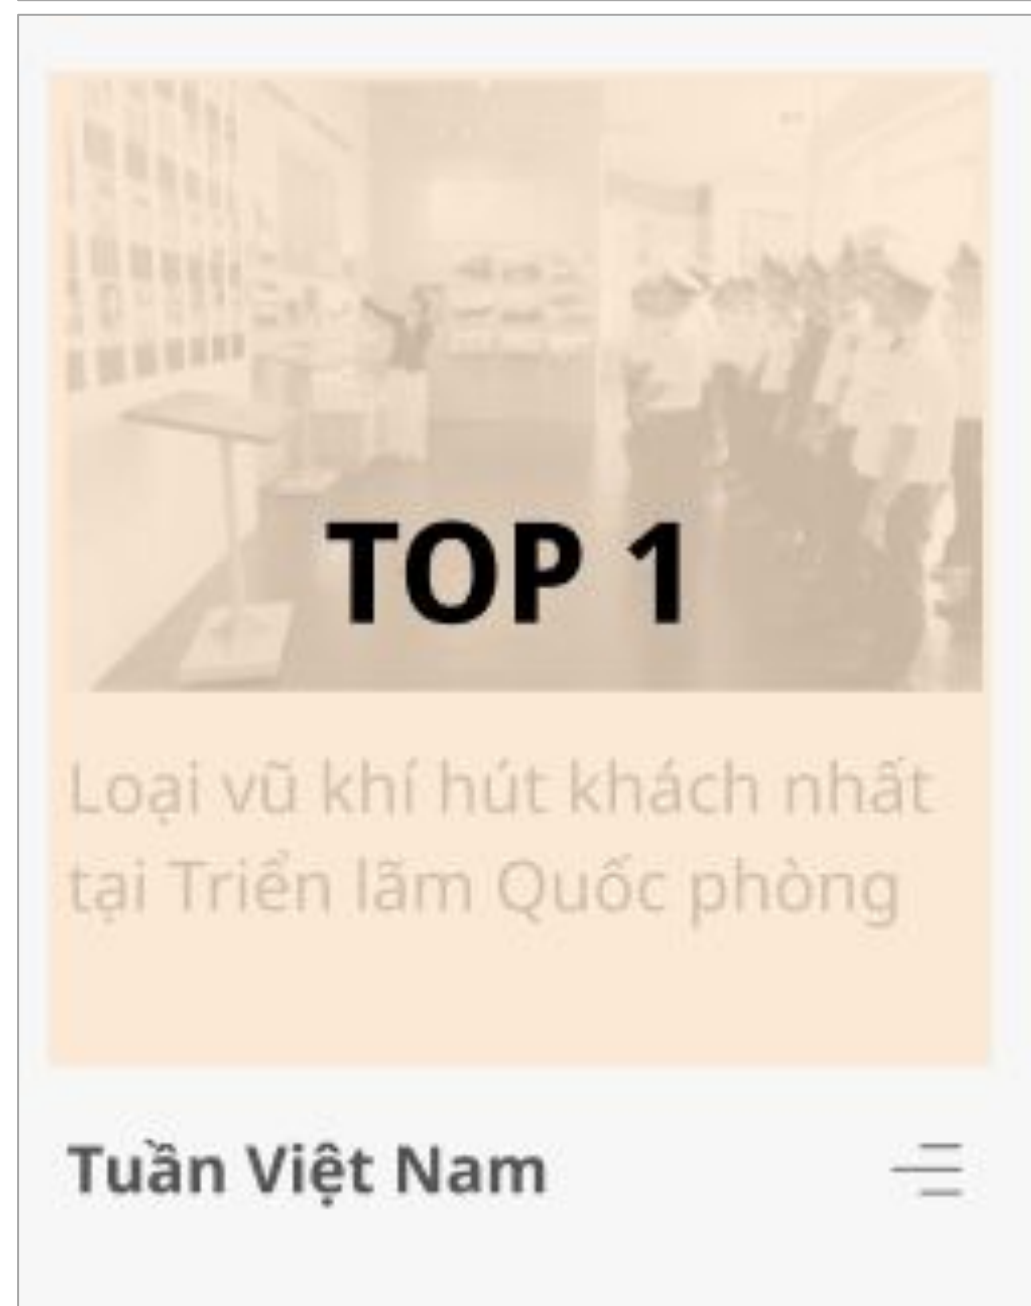 TOP 1
Loại vũ khí hút khách nhất
tại Triển lãm Quốc phòng
Tuần Việt Nam